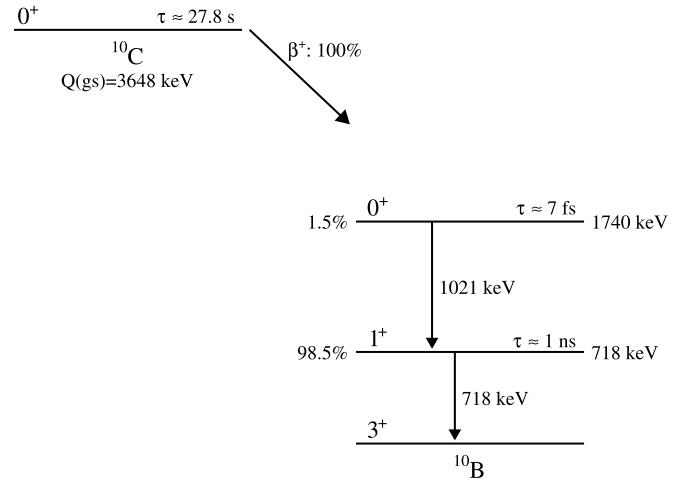 0⁺ τ ≈ 27.8 s
¹⁰C
Q(gs)=3648 keV
β⁺: 100%
0⁺ τ ≈ 7 fs
1.5% 1740 keV
1021 keV
1⁺ τ ≈ 1 ns
98.5% 718 keV
718 keV
3⁺
¹⁰B